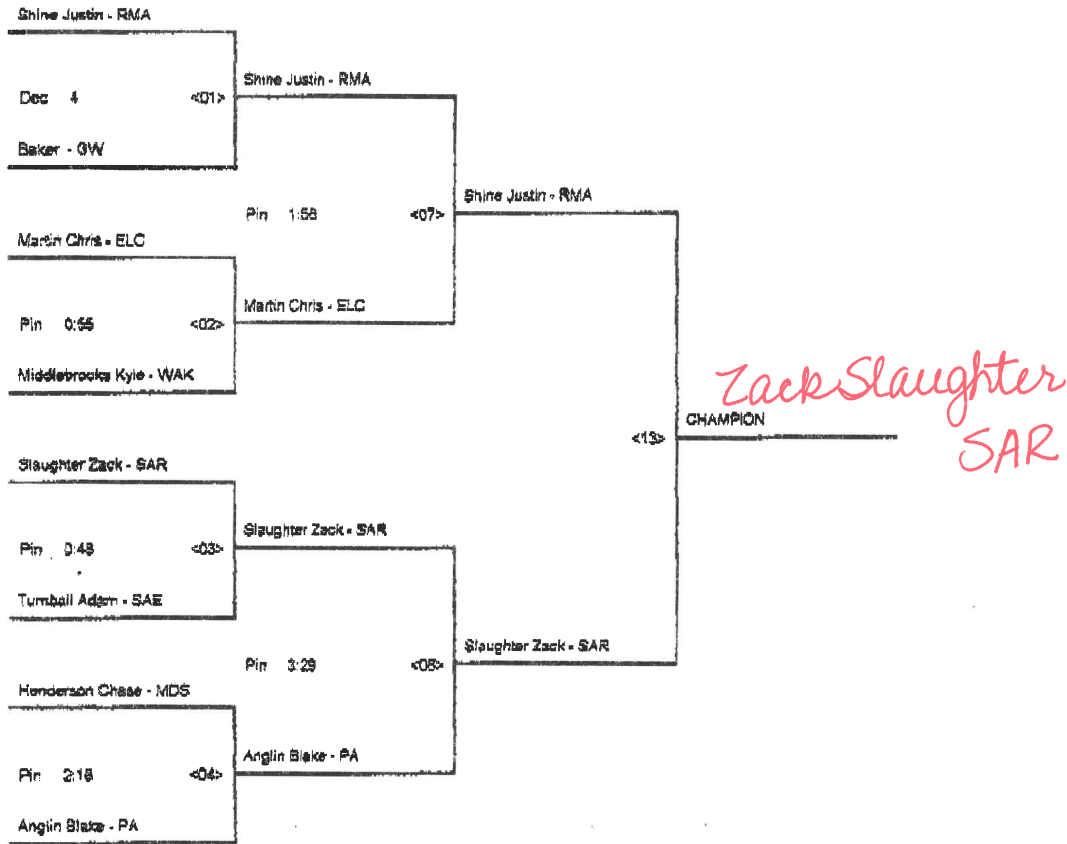 Shine Justin - RMA
Shine Justin - RMA
Dec 4 <01>
Baker - GW
Shine Justin - RMA
Pin 1:56 <07>
Martin Chris - ELC
Martin Chris - ELC
Pin 0:55 <02>
Middlebrooks Kyle - WAK
Zack Slaughter
CHAMPION
<13>
SAR
Slaughter Zack - SAR
Slaughter Zack - SAR
Pin 0:48 <03>
Turnball Adam - SAE
Slaughter Zack - SAR
Pin 3:29 <08>
Henderson Chase - MDS
Anglin Blake - PA
Pin 2:16 <04>
Anglin Blake - PA